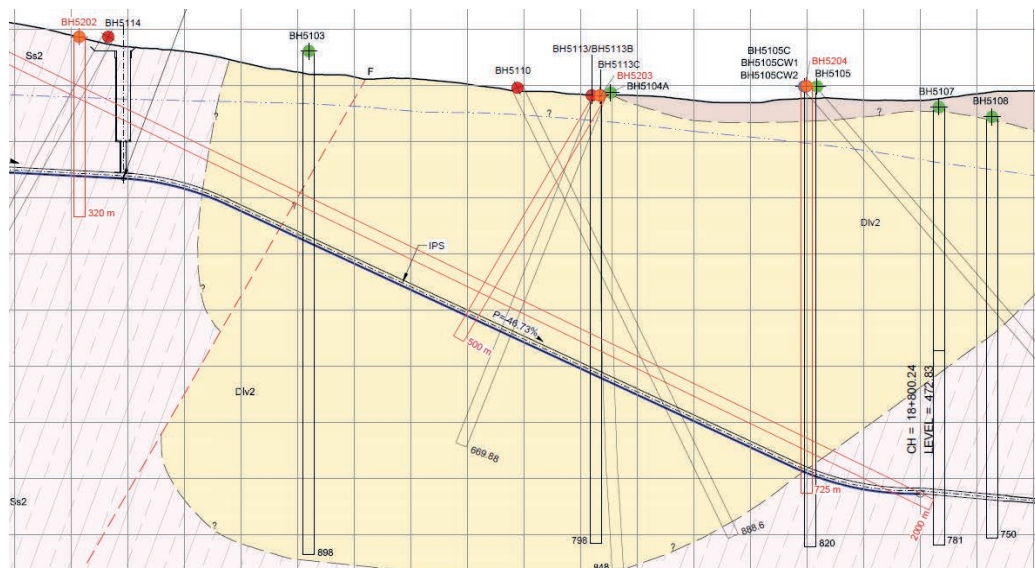 BH5202
BH5114
Ss2
BH5103
F
BH5110
BH5113/BH5113B
BH5113C
BH5203
BH5104A
BH5105C
BH5105CW1
BH5105CW2
BH5204
BH5105
BH5107
BH5108
?
?
?
?
320 m
?
Dlv2
IPS
?
P=46.73%
500 m
CH = 18+800.24
LEVEL = 472.83
Dlv2
669.88
Ss2
725 m
2000 m
?
888.6
?
898
798
848
820
781
750